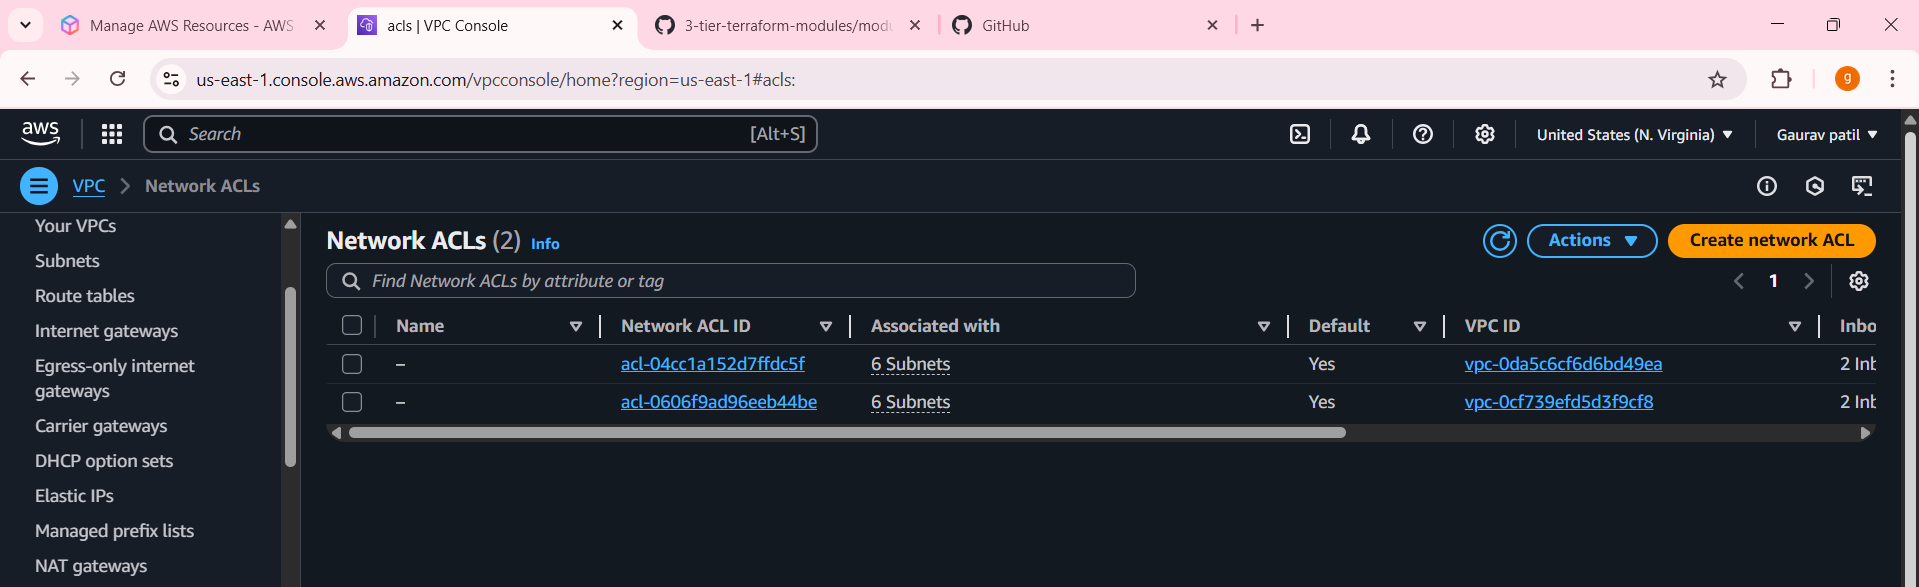 Manage AWS Resources - AWS
acls | VPC Console
3-tier-terraform-modules/modu
GitHub
us-east-1.console.aws.amazon.com/vpcconsole/home?region=us-east-1#acls:
g
aws
Search
[Alt+S]
United States (N. Virginia)
Gaurav patil
VPC
Network ACLs
Your VPCs
Subnets
Route tables
Internet gateways
Egress-only internet
gateways
Carrier gateways
DHCP option sets
Elastic IPs
Managed prefix lists
NAT gateways
Network ACLs (2) Info
Actions
Create network ACL
Find Network ACLs by attribute or tag
1
Name Network ACL ID Associated with Default VPC ID Inbo
– acl-04cc1a152d7ffdc5f 6 Subnets Yes vpc-0da5c6cf6d6bd49ea 2 Inb
– acl-0606f9ad96eeb44be 6 Subnets Yes vpc-0cf739efd5d3f9cf8 2 Inb